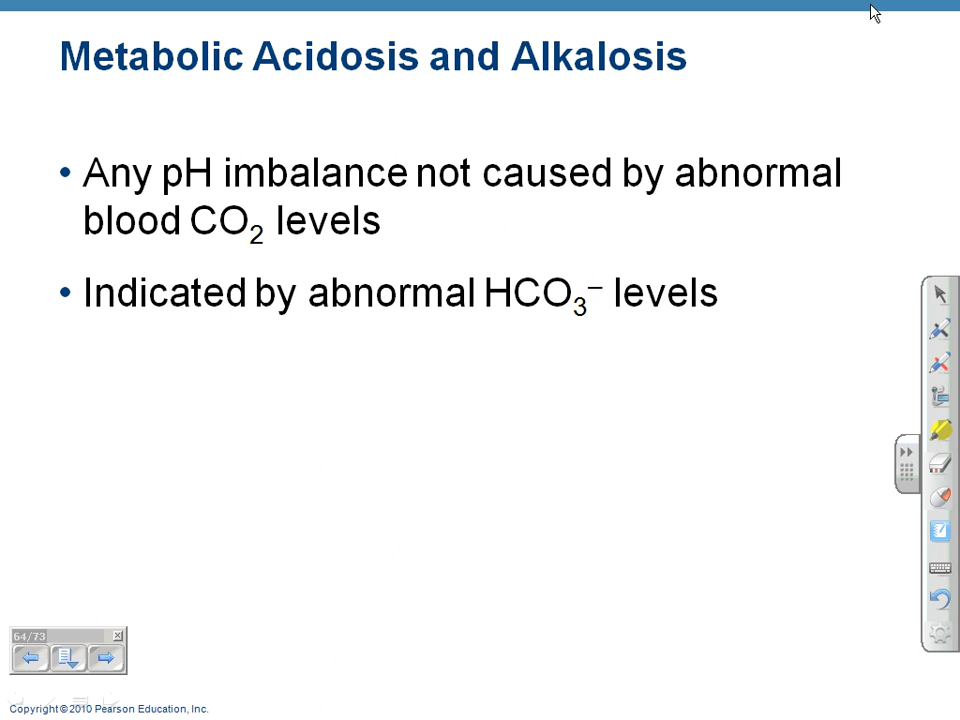 Metabolic Acidosis and Alkalosis
• Any pH imbalance not caused by abnormal
blood CO₂ levels
• Indicated by abnormal HCO₃⁻ levels
64/73
Copyright © 2010 Pearson Education, Inc.